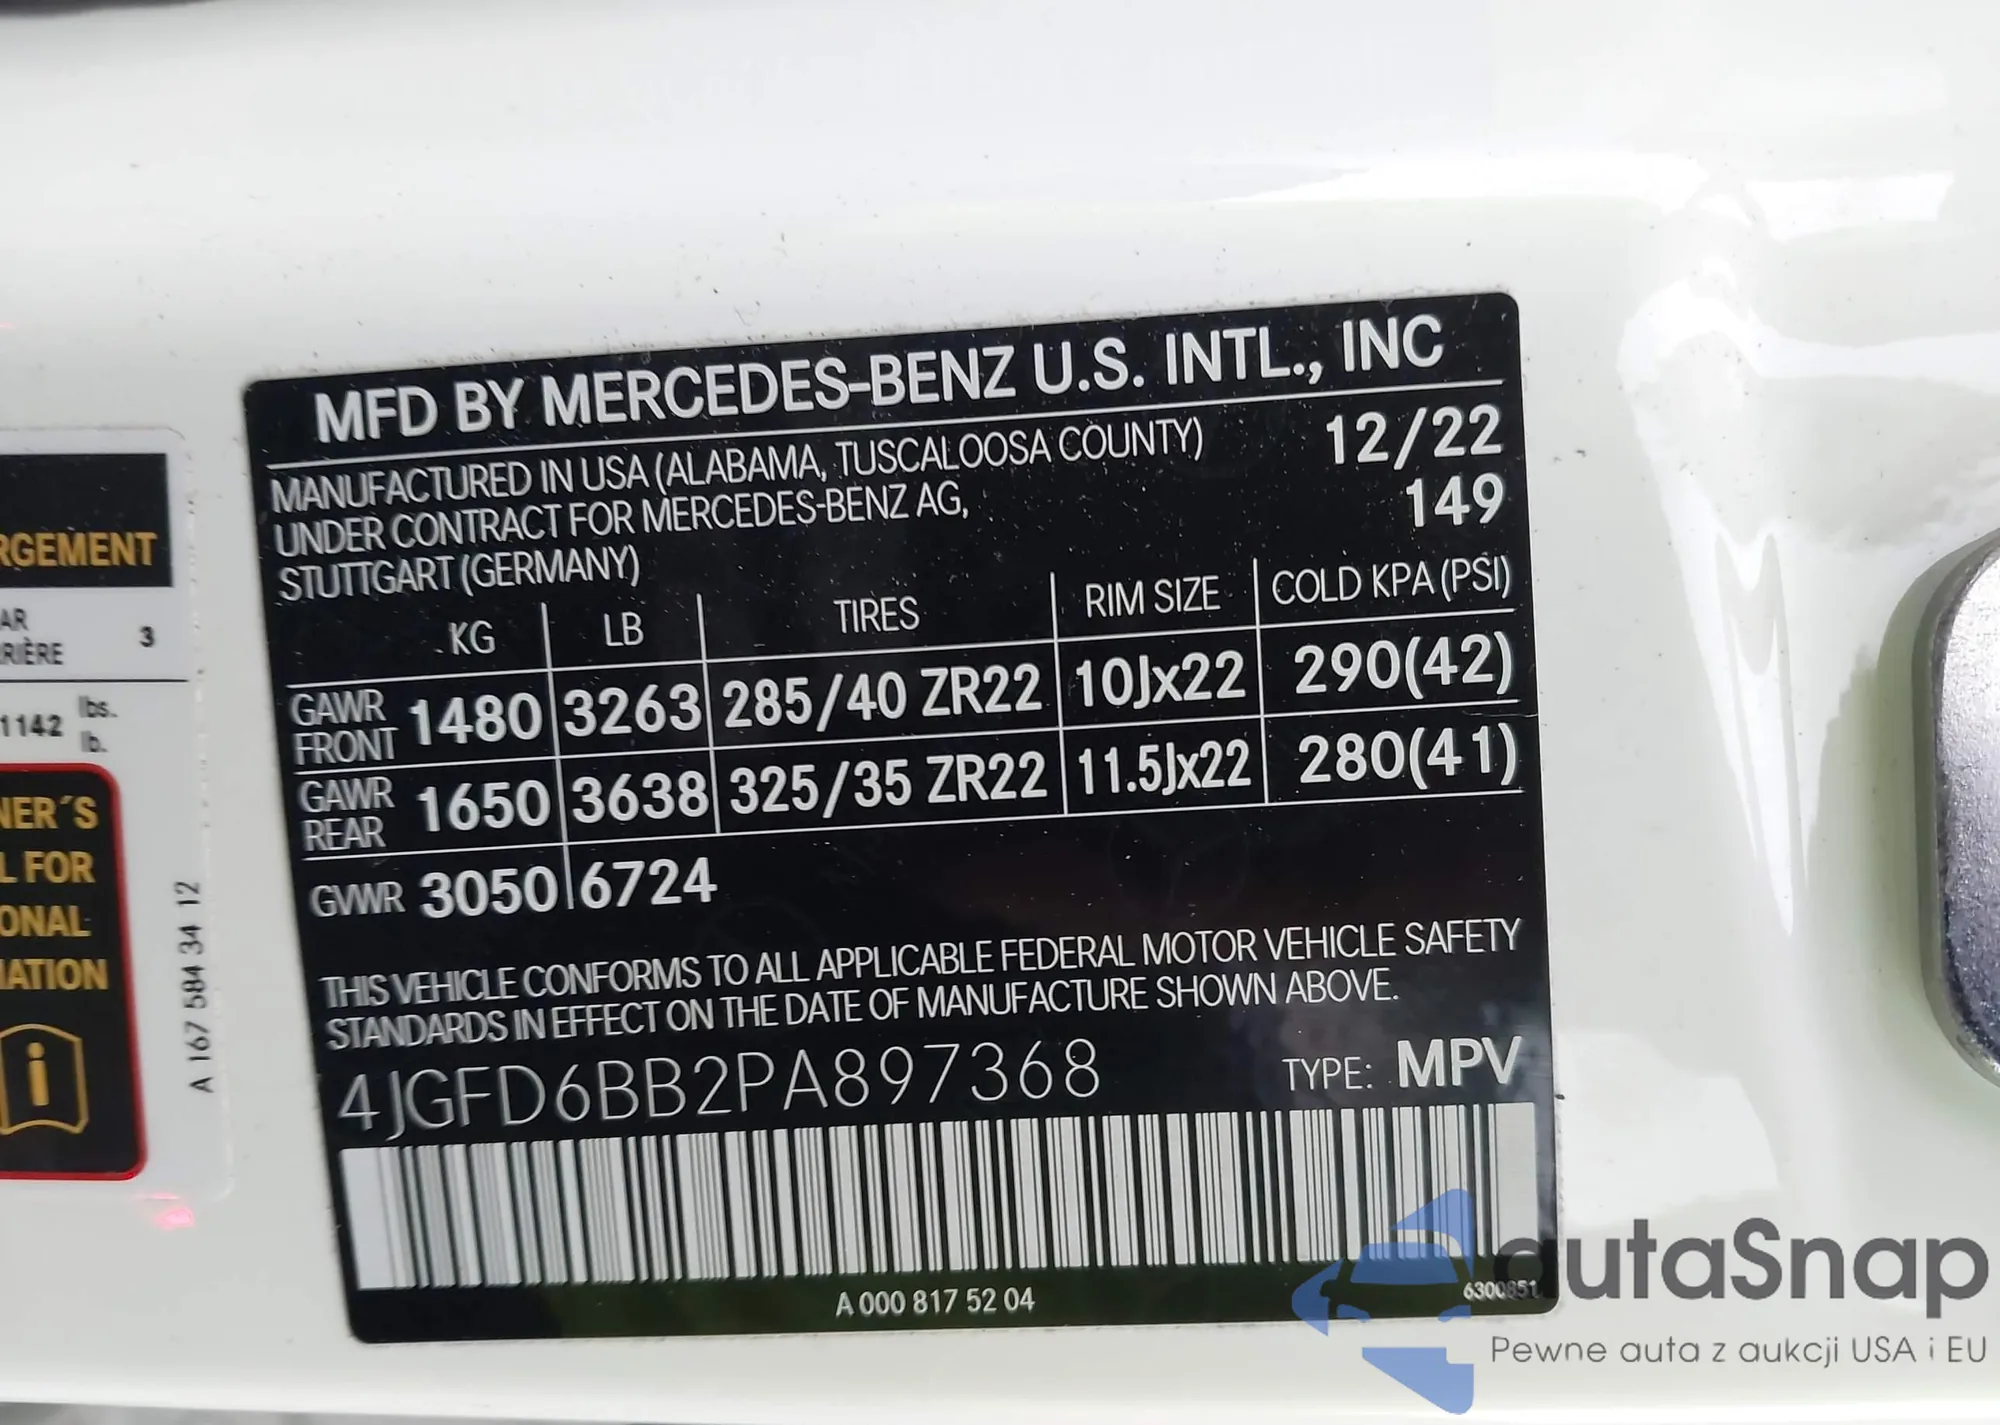 RGEMENT
AR
RIÈRE
3
1142 lbs.
lb.
NER´S
L FOR
ONAL
MATION
A 167 584 34 12
MFD BY MERCEDES-BENZ U.S. INTL., INC
MANUFACTURED IN USA (ALABAMA, TUSCALOOSA COUNTY) 12/22
UNDER CONTRACT FOR MERCEDES-BENZ AG, 149
STUTTGART (GERMANY)
KG LB TIRES RIM SIZE COLD KPA (PSI)
GAWR FRONT 1480 3263 285/40 ZR22 10Jx22 290(42)
GAWR REAR 1650 3638 325/35 ZR22 11.5Jx22 280(41)
GVWR 3050 6724
THIS VEHICLE CONFORMS TO ALL APPLICABLE FEDERAL MOTOR VEHICLE SAFETY
STANDARDS IN EFFECT ON THE DATE OF MANUFACTURE SHOWN ABOVE.
4JGFD6BB2PA897368 TYPE: MPV
A 000 817 52 04
6300851
autaSnap
Pewne auta z aukcji USA i EU